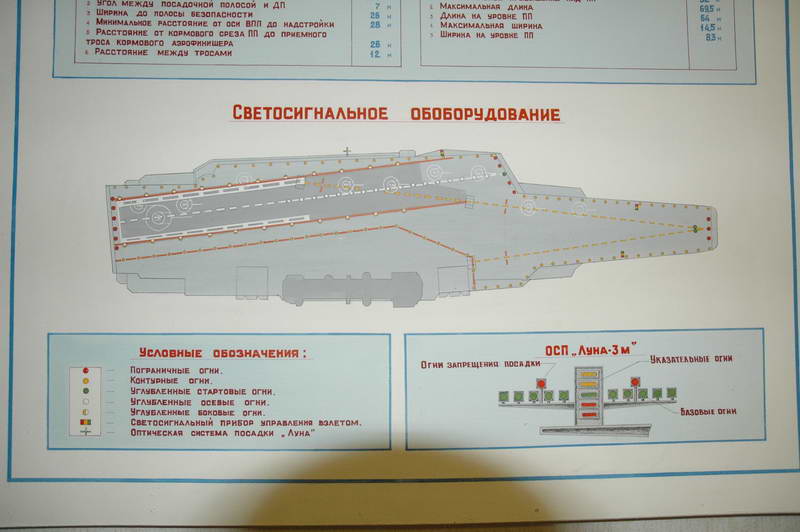 2 Угол между посадочной полосой и ДП 7 м
3 Ширина до полосы безопасности 26 м
4 Минимальное расстояние от оси ВПП до надстройки 28 м
5 Расстояние от кормового среза ПП до приемного
троса кормового аэрофинишера 26 м
6 Расстояние между тросами 12 м
2 Максимальная длина 69,5 м
3 Длина на уровне ПП 64 м
4 Максимальная ширина 14,5 м
5 Ширина на уровне ПП 8,3 м
Светосигнальное обоборудование
Условные обозначения:
Пограничные огни.
Контурные огни.
Углубленные стартовые огни.
Углубленные осевые огни.
Углубленные боковые огни.
Светосигнальный прибор управления взлетом.
Оптическая система посадки „Луна"
ОСП „Луна-3м"
Огни запрещения посадки
Указательные огни
Базовые огни